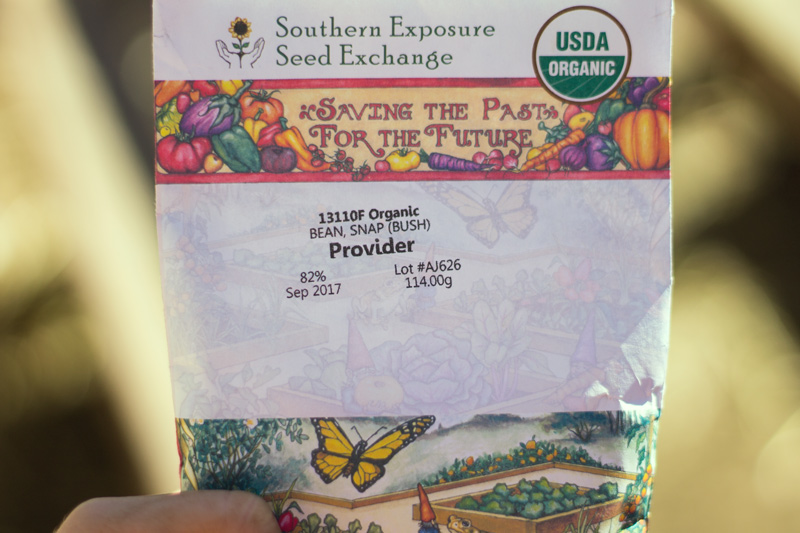 Southern Exposure
Seed Exchange
USDA
ORGANIC
Saving the Past
For the Future
13110F Organic
BEAN, SNAP (BUSH)
Provider
82% Lot #AJ626
Sep 2017 114.00g